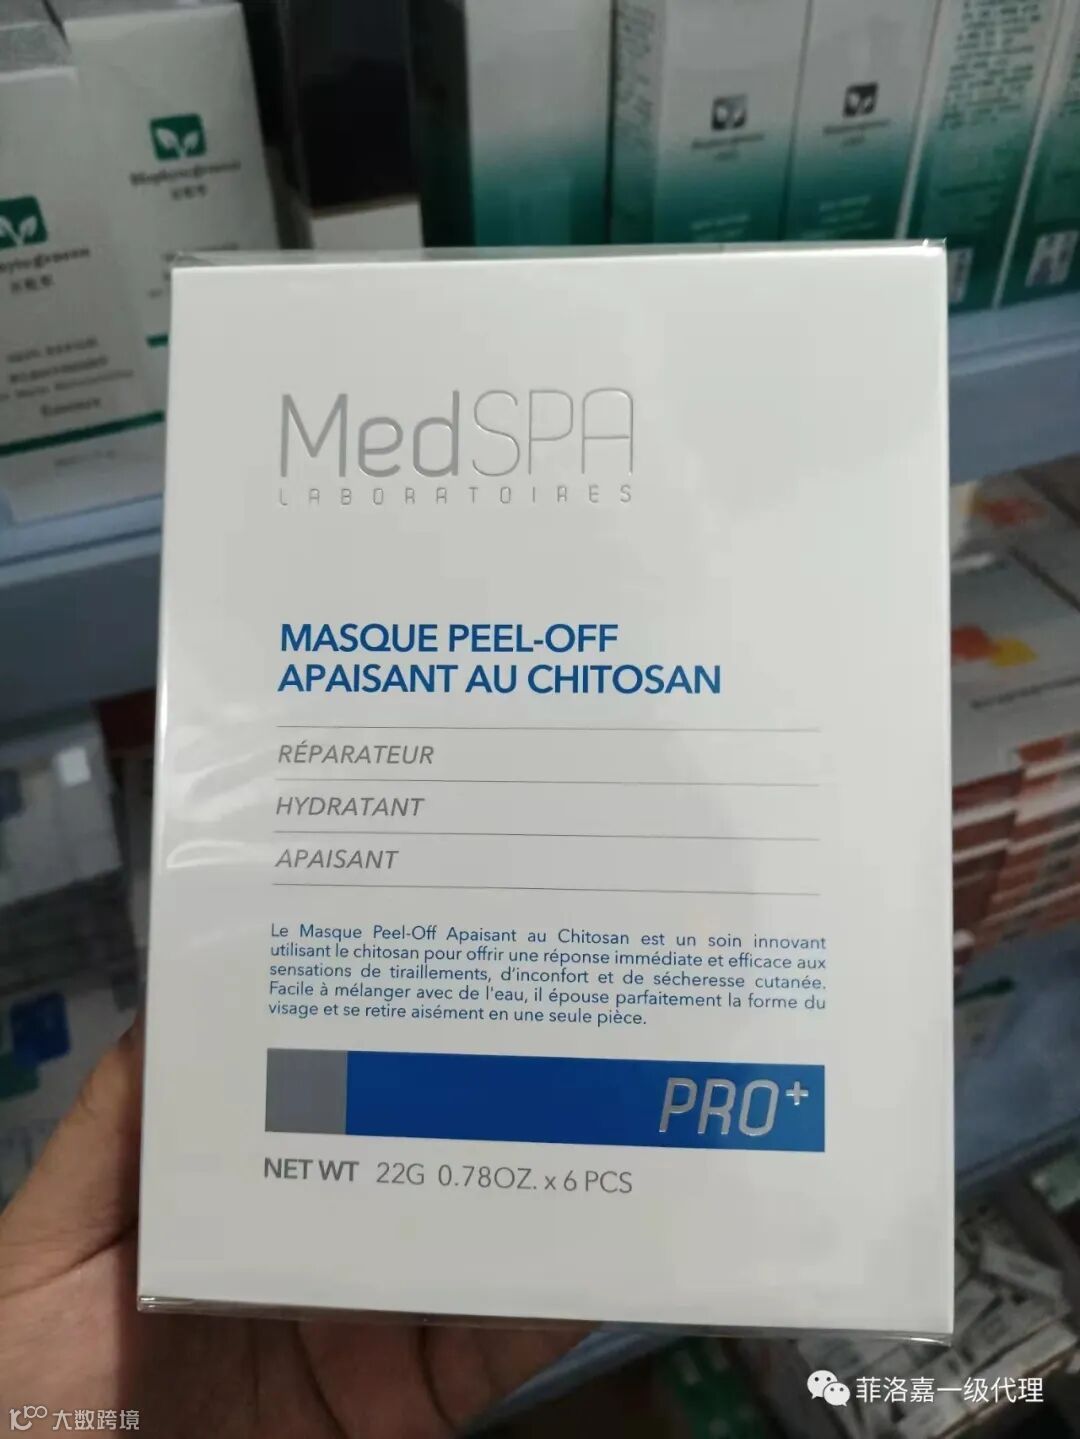 MedSPA
LABORATOIRES
MASQUE PEEL-OFF
APAISANT AU CHITOSAN
RÉPARATEUR
HYDRATANT
APAISANT
Le Masque Peel-Off Apaisant au Chitosan est un soin innovant
utilisant le chitosan pour offrir une réponse immédiate et efficace aux
sensations de tiraillements, d'inconfort et de sécheresse cutanée.
Facile à mélanger avec de l'eau, il épouse parfaitement la forme du
visage et se retire aisément en une seule pièce.
PRO+
NET WT 22G 0.78OZ. x 6 PCS
菲洛嘉一级代理
大数跨境